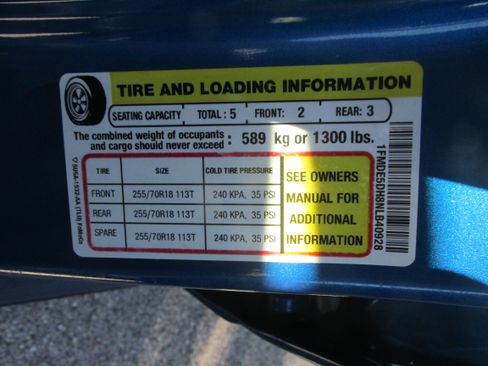 TIRE AND LOADING INFORMATION
SEATING CAPACITY TOTAL : 5 FRONT: 2 REAR: 3
The combined weight of occupants
and cargo should never exceed : 589 kg or 1300 lbs.
TIRE SIZE COLD TIRE PRESSURE
FRONT 255/70R18 113T 240 KPA, 35 PSI
REAR 255/70R18 113T 240 KPA, 35 PSI
SPARE 255/70R18 113T 240 KPA, 35 PSI
SEE OWNERS
MANUAL FOR
ADDITIONAL
INFORMATION
1FMDE5DH8NLB40928